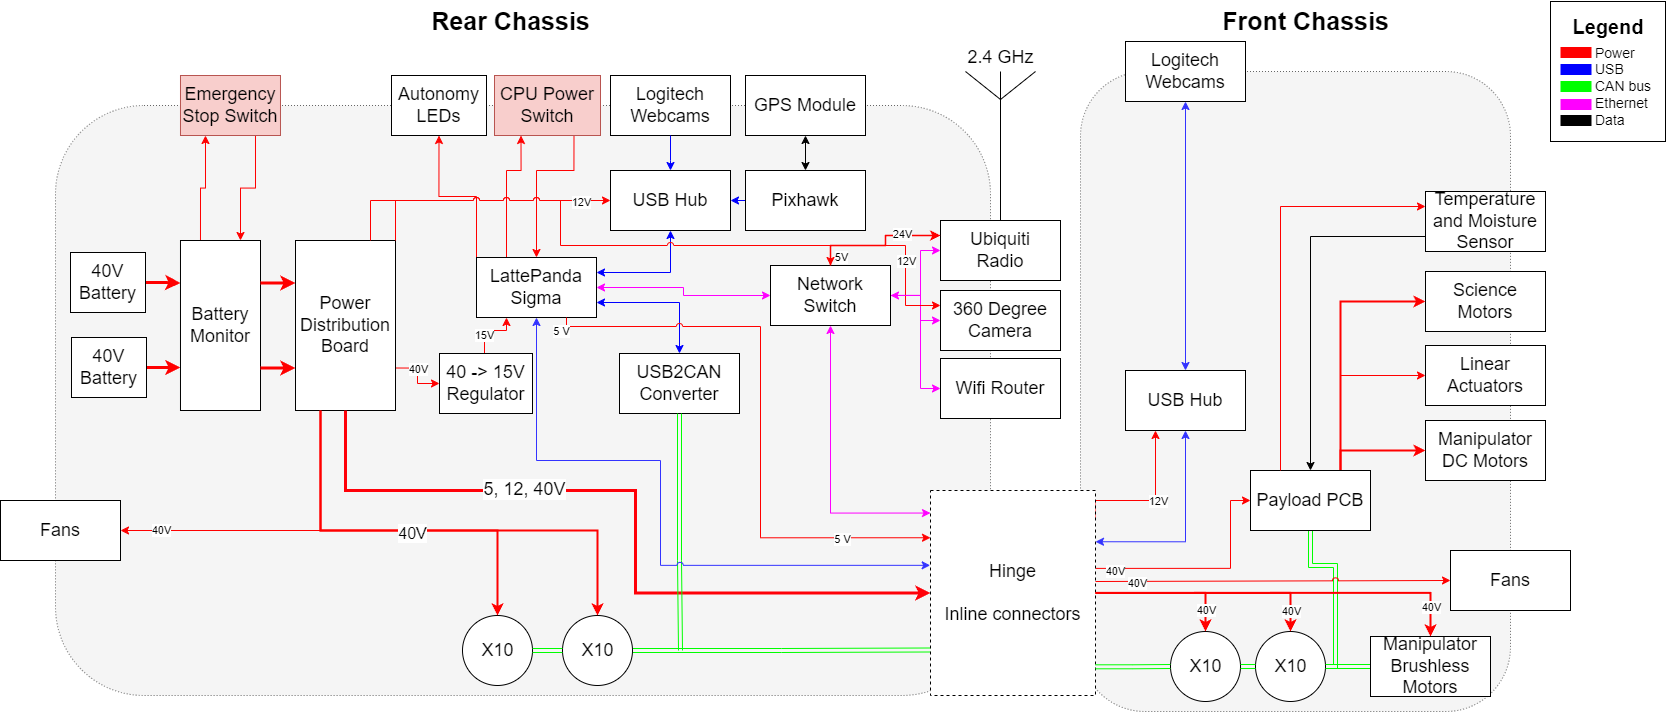 Rear Chassis
Front Chassis
Legend
Power
USB
CAN bus
Ethernet
Data
2.4 GHz
Emergency
Stop Switch
Autonomy
LEDs
CPU Power
Switch
Logitech
Webcams
GPS Module
Logitech
Webcams
12V
USB Hub
Pixhawk
Temperature
and Moisture
Sensor
24V
5V
12V
Ubiquiti
Radio
40V
Battery
Battery
Monitor
Power
Distribution
Board
LattePanda
Sigma
Network
Switch
360 Degree
Camera
Science
Motors
15V
5 V
40V
Battery
40V
40 -> 15V
Regulator
USB2CAN
Converter
Wifi Router
USB Hub
Linear
Actuators
Manipulator
DC Motors
5, 12, 40V
12V
Payload PCB
Fans
40V
40V
5 V
Hinge
Inline connectors
40V
40V
Fans
40V
40V
40V
X10
X10
X10
X10
Manipulator
Brushless
Motors